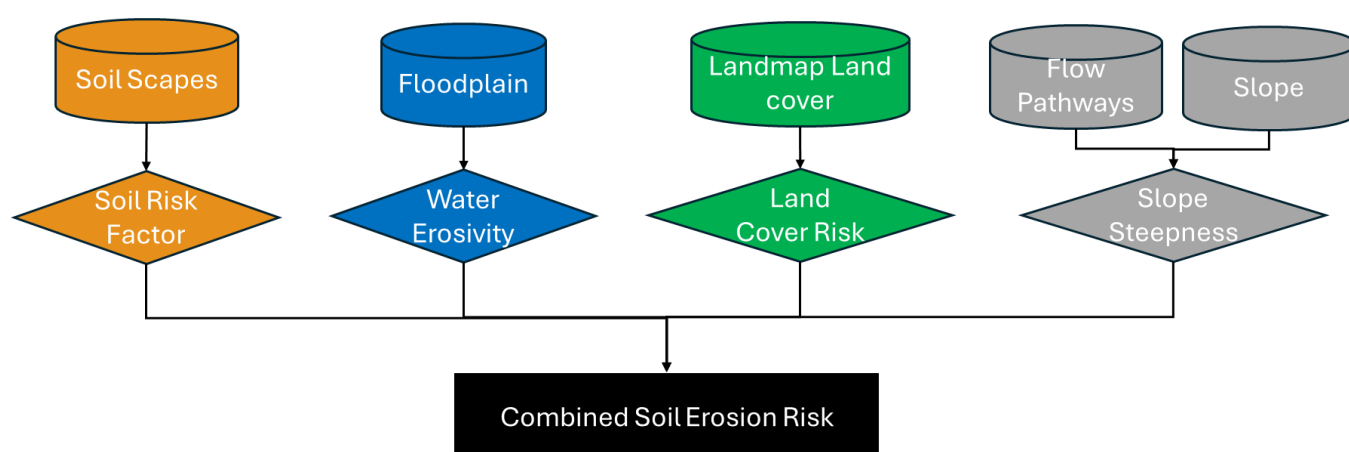 Soil Scapes
Floodplain
Landmap Land
cover
Flow
Pathways
Slope
Soil Risk
Factor
Water
Erosivity
Land
Cover Risk
Slope
Steepness
Combined Soil Erosion Risk